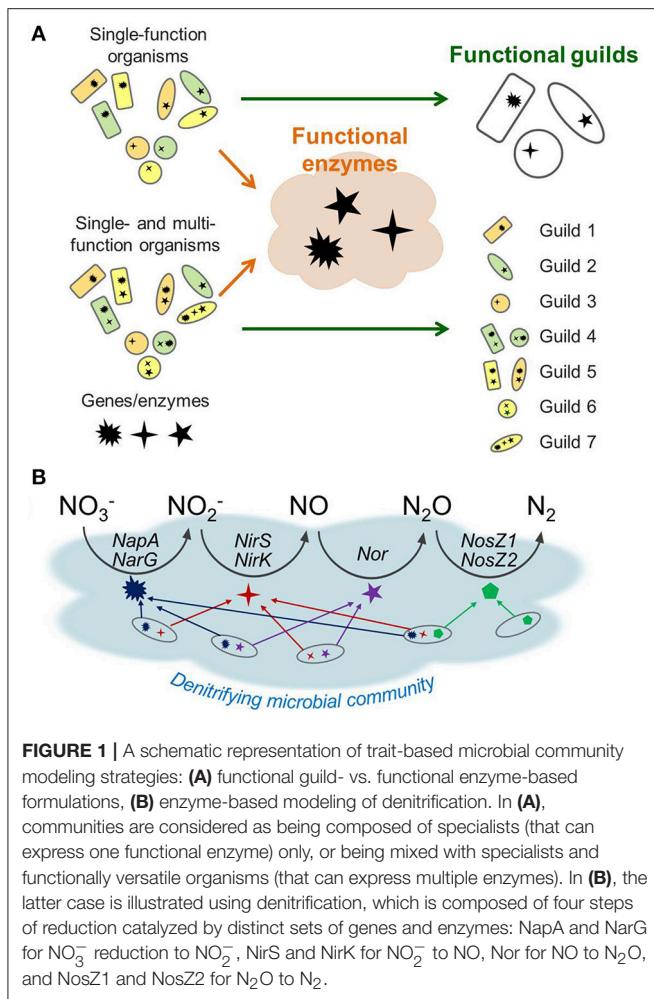 A
Single-function
organisms
Functional guilds
Functional
enzymes
Single- and multi-
function organisms
Guild 1
Guild 2
Guild 3
Guild 4
Guild 5
Guild 6
Guild 7
Genes/enzymes
B
NO₃⁻ NO₂⁻ NO N₂O N₂
NapA NirS Nor NosZ1
NarG NirK NosZ2
Denitrifying microbial community
FIGURE 1 | A schematic representation of trait-based microbial community
modeling strategies: (A) functional guild- vs. functional enzyme-based
formulations, (B) enzyme-based modeling of denitrification. In (A),
communities are considered as being composed of specialists (that can
express one functional enzyme) only, or being mixed with specialists and
functionally versatile organisms (that can express multiple enzymes). In (B), the
latter case is illustrated using denitrification, which is composed of four steps
of reduction catalyzed by distinct sets of genes and enzymes: NapA and NarG
for NO₃⁻ reduction to NO₂⁻, NirS and NirK for NO₂⁻ to NO, Nor for NO to N₂O,
and NosZ1 and NosZ2 for N₂O to N₂.